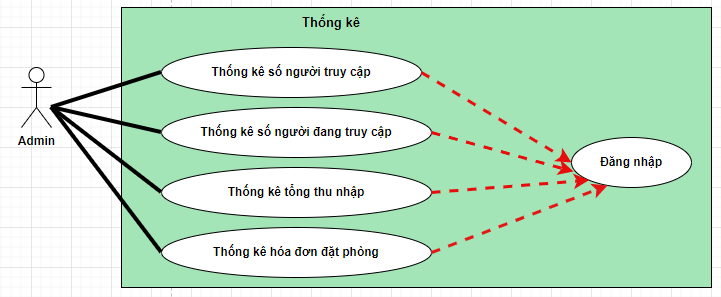 Thống kê
Thống kê số người truy cập
Thống kê số người đang truy cập
Admin
Đăng nhập
Thống kê tổng thu nhập
Thống kê hóa đơn đặt phòng